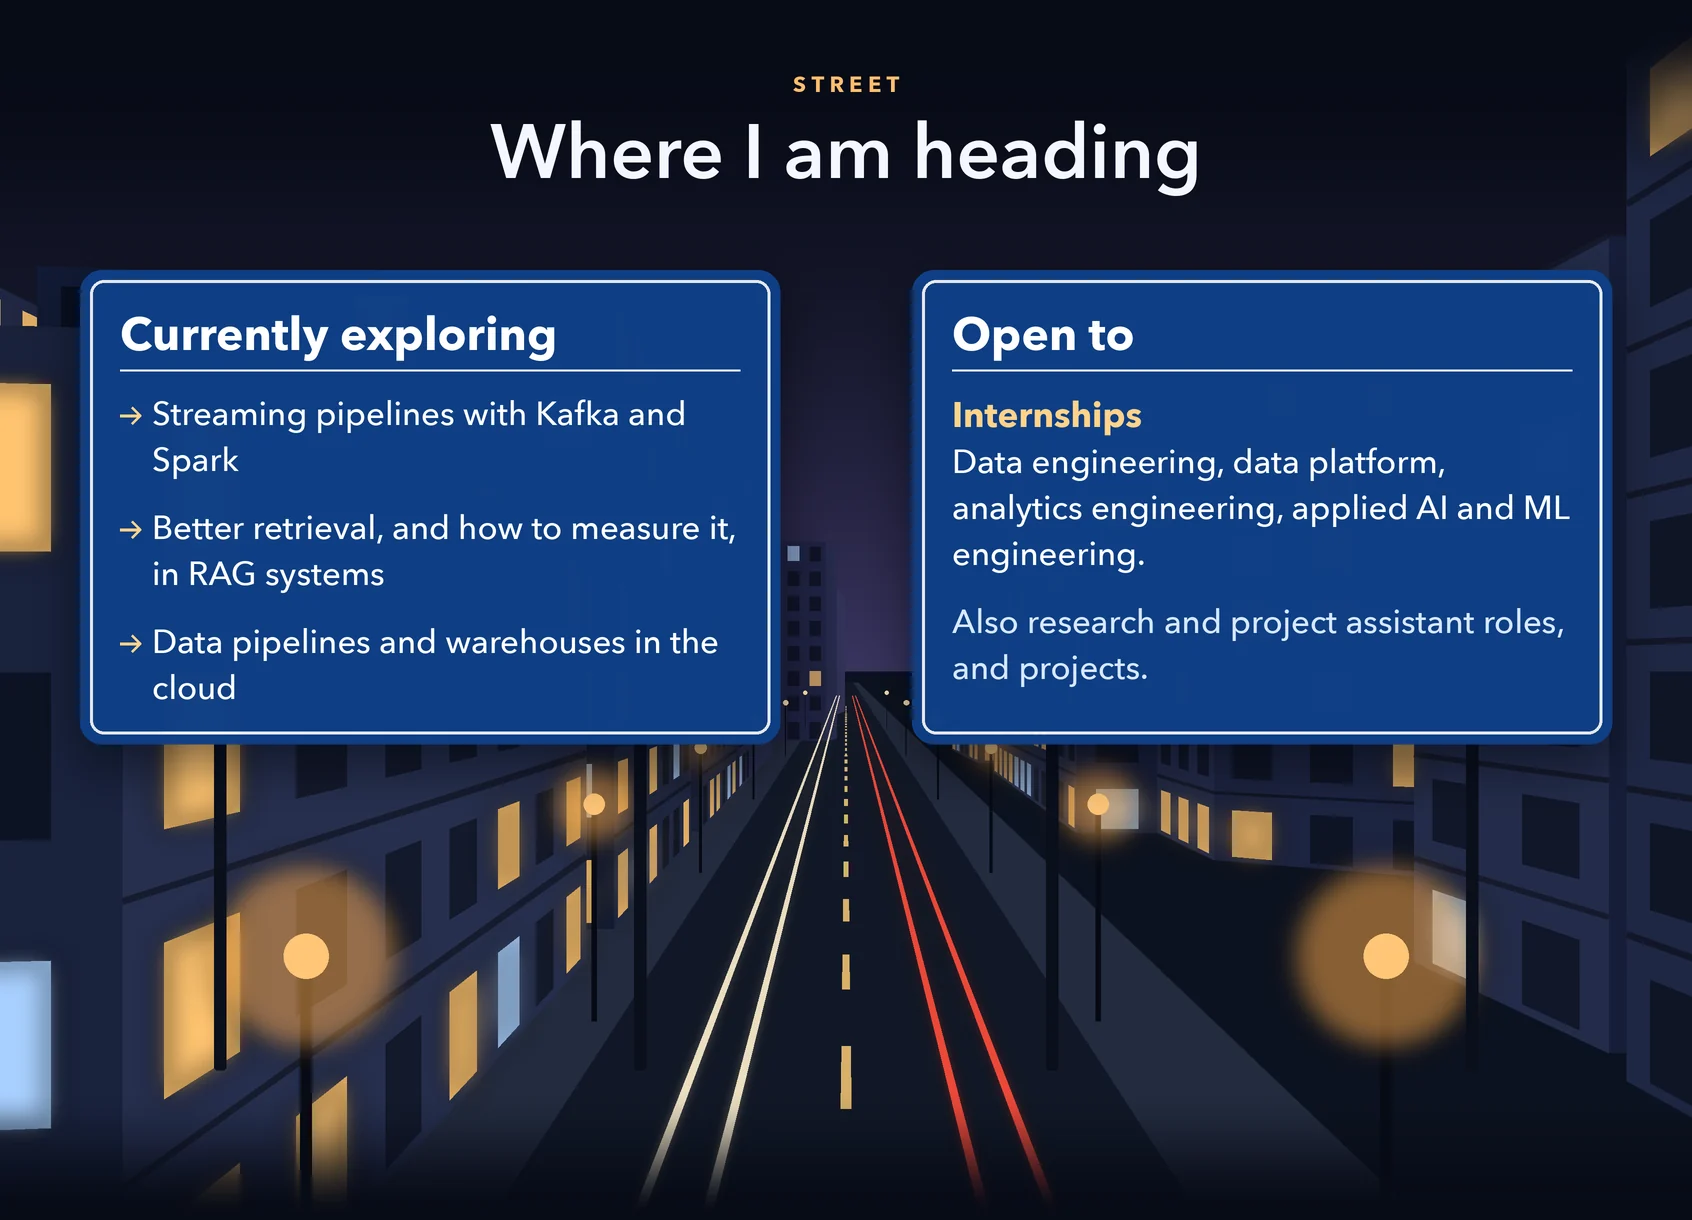 STREET
Where I am heading
Currently exploring
→ Streaming pipelines with Kafka and
Spark
→ Better retrieval, and how to measure it,
in RAG systems
→ Data pipelines and warehouses in the
cloud
Open to
Internships
Data engineering, data platform,
analytics engineering, applied AI and ML
engineering.
Also research and project assistant roles,
and projects.